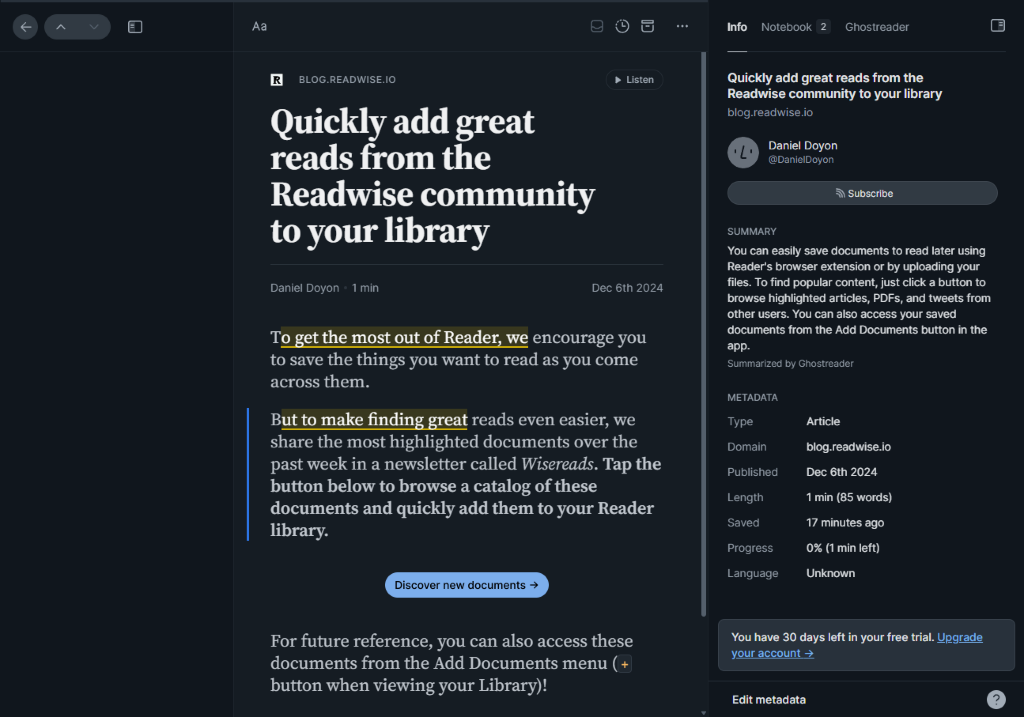 Aa
R BLOG.READWISE.IO
Listen
Quickly add great
reads from the
Readwise community
to your library
Daniel Doyon · 1 min
Dec 6th 2024
To get the most out of Reader, we encourage you
to save the things you want to read as you come
across them.
But to make finding great reads even easier, we
share the most highlighted documents over the
past week in a newsletter called Wisereads. Tap the
button below to browse a catalog of these
documents and quickly add them to your Reader
library.
Discover new documents →
For future reference, you can also access these
documents from the Add Documents menu (+
button when viewing your Library)!
Info Notebook 2 Ghostreader
Quickly add great reads from the
Readwise community to your library
blog.readwise.io
Daniel Doyon
@DanielDoyon
Subscribe
SUMMARY
You can easily save documents to read later using
Reader's browser extension or by uploading your
files. To find popular content, just click a button to
browse highlighted articles, PDFs, and tweets from
other users. You can also access your saved
documents from the Add Documents button in the
app.
Summarized by Ghostreader
METADATA
Type Article
Domain blog.readwise.io
Published Dec 6th 2024
Length 1 min (85 words)
Saved 17 minutes ago
Progress 0% (1 min left)
Language Unknown
You have 30 days left in your free trial. Upgrade
your account →
Edit metadata
?